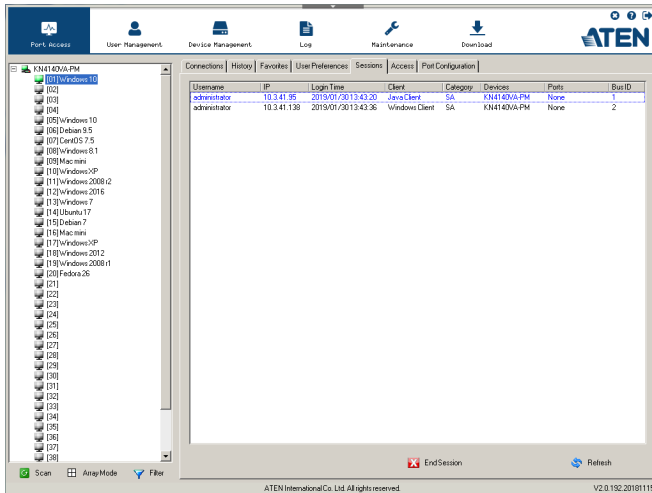 Port Access
User Management
Device Management
Log
Maintenance
Download
ATEN
KN4140VA-PM
[01]Windows 10
[02]
[03]
[04]
[05]Windows 10
[06]Debian 9.5
[07]CentOS 7.5
[08]Windows 8.1
[09]Mac mini
[10]Windows XP
[11]Windows 2008 r2
[12]Windows 2016
[13]Windows 7
[14]Ubuntu 17
[15]Debian 7
[16]Mac mini
[17]Windows XP
[18]Windows 2012
[19]Windows 2008 r1
[20]Fedora 26
[21]
[22]
[23]
[24]
[25]
[26]
[27]
[28]
[29]
[30]
[31]
[32]
[33]
[34]
[35]
[36]
[37]
[38]
Scan Array Mode Filter
Connections History Favorites User Preferences Sessions Access Port Configuration
Username IP Login Time Client Category Devices Ports Bus ID
administrator 10.3.41.95 2019/01/30 13:43:20 Java Client SA KN4140VA-PM None 1
administrator 10.3.41.138 2019/01/30 13:43:36 Windows Client SA KN4140VA-PM None 2
End Session Refresh
ATEN International Co. Ltd. All rights reserved.
V2.0.192.20181115